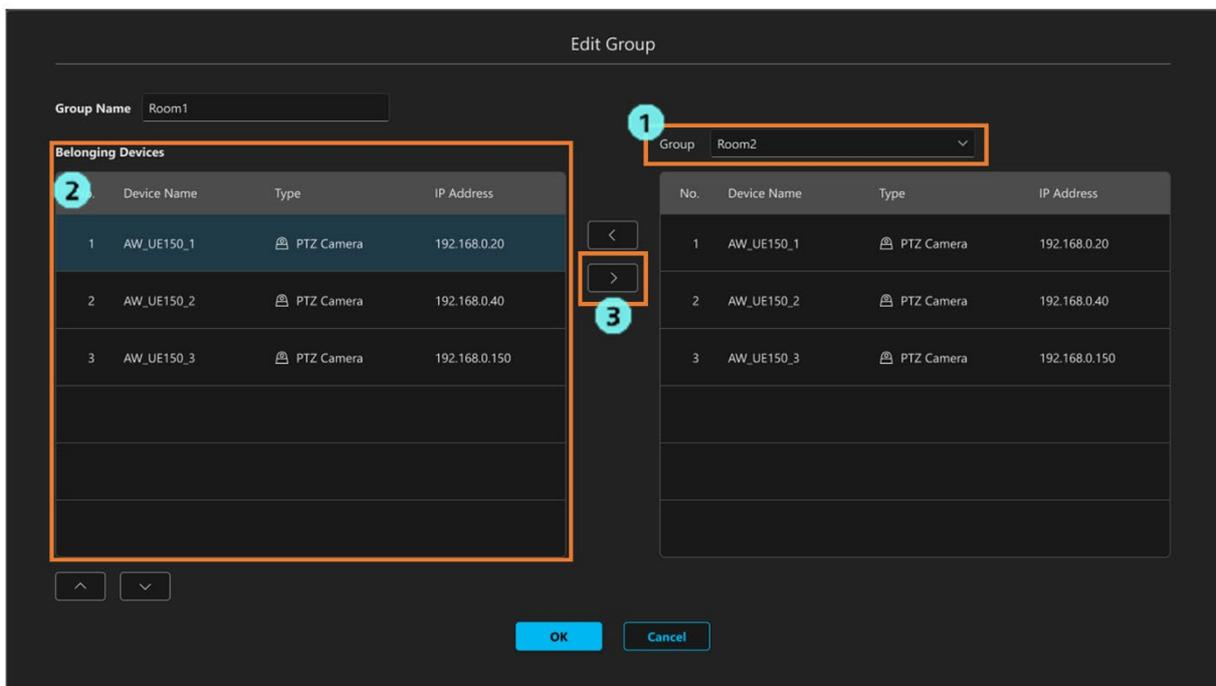 Edit Group
Group Name Room1
1
Group Room2
Belonging Devices
2 . Device Name Type IP Address
1 AW_UE150_1 PTZ Camera 192.168.0.20
2 AW_UE150_2 PTZ Camera 192.168.0.40
3 AW_UE150_3 PTZ Camera 192.168.0.150
<
>
3
No. Device Name Type IP Address
1 AW_UE150_1 PTZ Camera 192.168.0.20
2 AW_UE150_2 PTZ Camera 192.168.0.40
3 AW_UE150_3 PTZ Camera 192.168.0.150
OK Cancel